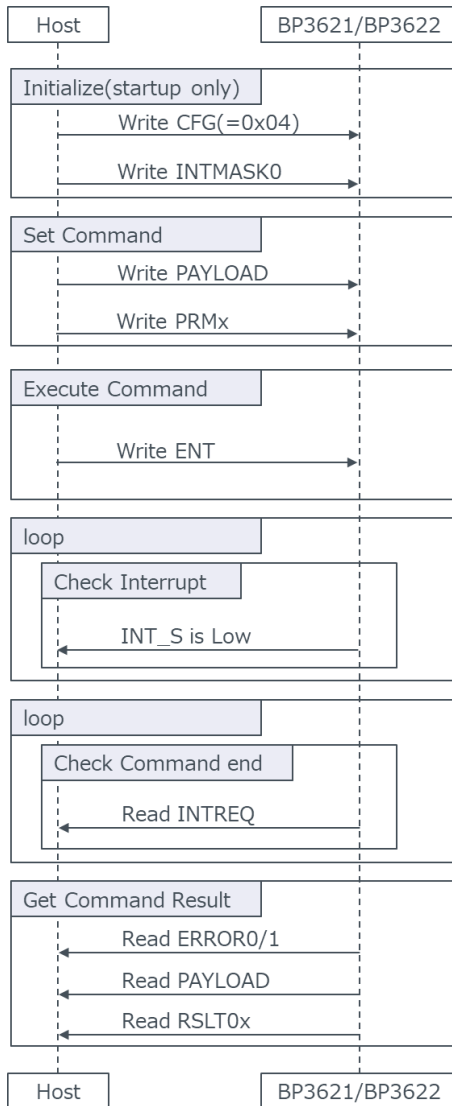 Host
BP3621/BP3622
Initialize(startup only)
Write CFG(=0x04)
Write INTMASK0
Set Command
Write PAYLOAD
Write PRMx
Execute Command
Write ENT
loop
Check Interrupt
INT_S is Low
loop
Check Command end
Read INTREQ
Get Command Result
Read ERROR0/1
Read PAYLOAD
Read RSLT0x
Host
BP3621/BP3622